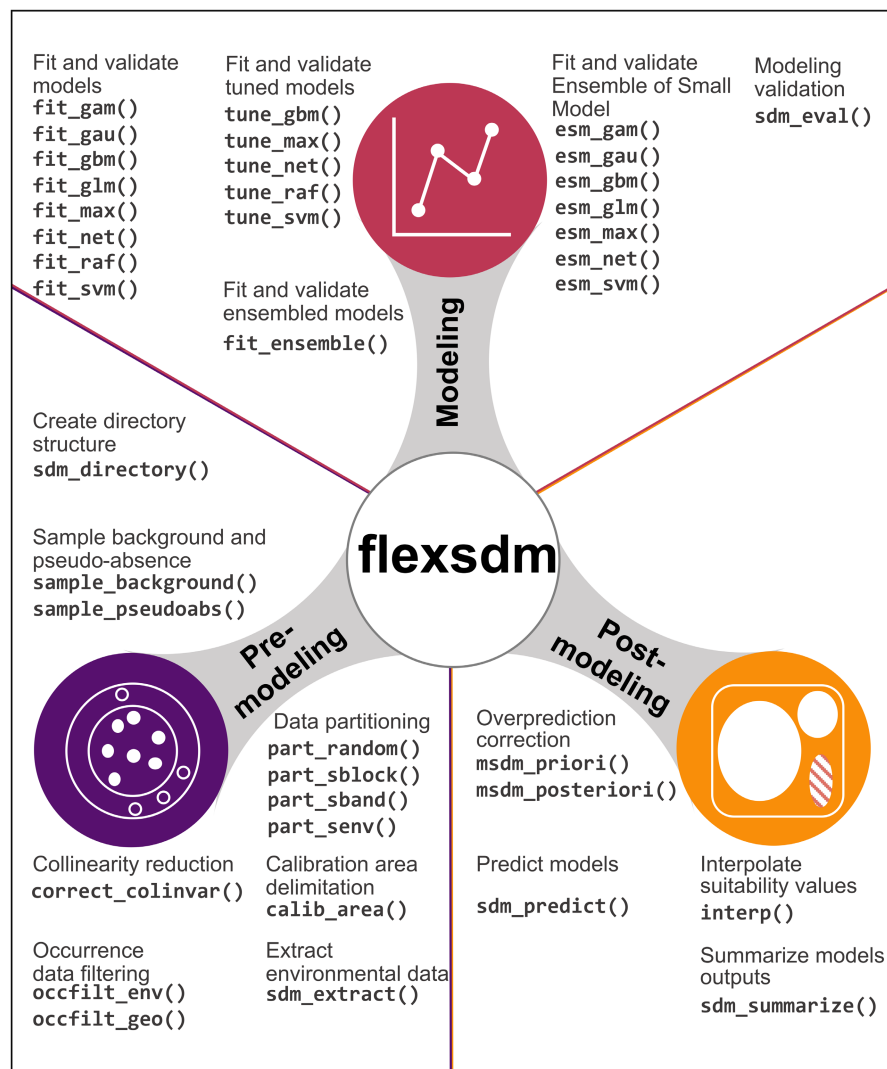 Fit and validate
models
fit_gam()
fit_gau()
fit_gbm()
fit_glm()
fit_max()
fit_net()
fit_raf()
fit_svm()
Fit and validate
tuned models
tune_gbm()
tune_max()
tune_net()
tune_raf()
tune_svm()
Fit and validate
ensembled models
fit_ensemble()
Fit and validate
Ensemble of Small
Model
esm_gam()
esm_gau()
esm_gbm()
esm_glm()
esm_max()
esm_net()
esm_svm()
Modeling
validation
sdm_eval()
Modeling
flexsdm
Create directory
structure
sdm_directory()
Sample background and
pseudo-absence
sample_background()
sample_pseudoabs()
Pre-
modeling
Data partitioning
part_random()
part_sblock()
part_sband()
part_senv()
Collinearity reduction
correct_colinvar()
Calibration area
delimitation
calib_area()
Occurrence
data filtering
occfilt_env()
occfilt_geo()
Extract
environmental data
sdm_extract()
Post-
modeling
Overprediction
correction
msdm_priori()
msdm_posteriori()
Predict models
sdm_predict()
Interpolate
suitability values
interp()
Summarize models
outputs
sdm_summarize()